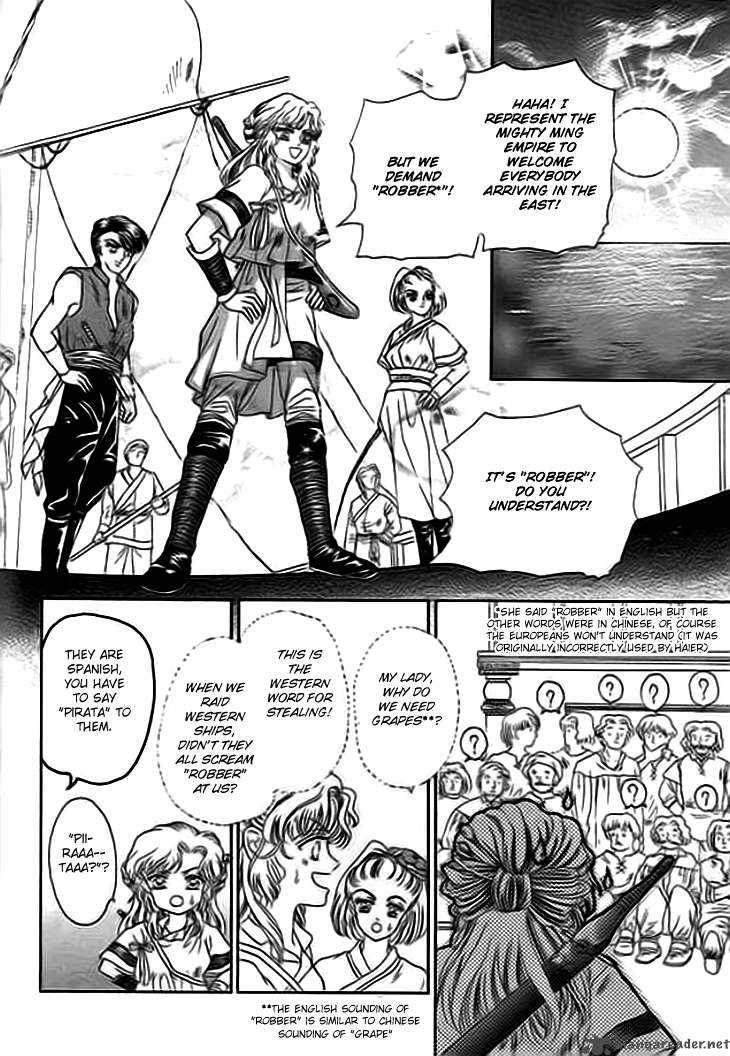 HAHA! I
REPRESENT THE
MIGHTY MING
EMPIRE TO
WELCOME
EVERYBODY
ARRIVING IN THE
EAST!
BUT WE
DEMAND
"ROBBER*"!
IT'S "ROBBER"!
DO YOU
UNDERSTAND?!
*SHE SAID "ROBBER" IN ENGLISH BUT THE
OTHER WORDS WERE IN CHINESE, OF COURSE
THE EUROPEANS WON'T UNDERSTAND (IT WAS
ORIGINALLY INCORRECTLY USED BY HAIER)
?
?
?
?
?
?
?
MY LADY,
WHY DO
WE NEED
GRAPES**?
THIS IS
THE
WESTERN
WORD FOR
STEALING!
WHEN WE
RAID
WESTERN
SHIPS,
DIDN'T THEY
ALL SCREAM
"ROBBER"
AT US?
**THE ENGLISH SOUNDING OF
"ROBBER" IS SIMILAR TO CHINESE
SOUNDING OF "GRAPE"
THEY ARE
SPANISH,
YOU HAVE
TO SAY
"PIRATA" TO
THEM.
"PII-
RAAA--
TAAA?"?
mangareader.net